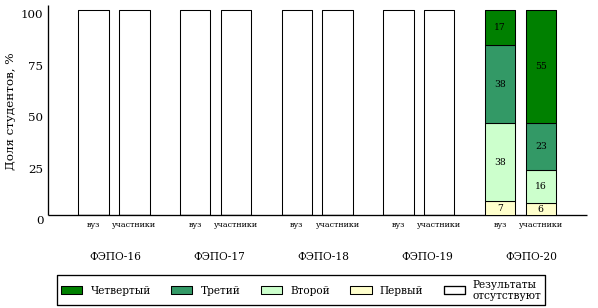 Доля студентов, %
100
75
50
25
0
17
38
38
7
55
23
16
6
вуз участники вуз участники вуз участники вуз участники вуз участники
ФЭПО-16 ФЭПО-17 ФЭПО-18 ФЭПО-19 ФЭПО-20
Четвертый Третий Второй Первый Результаты
отсутствуют